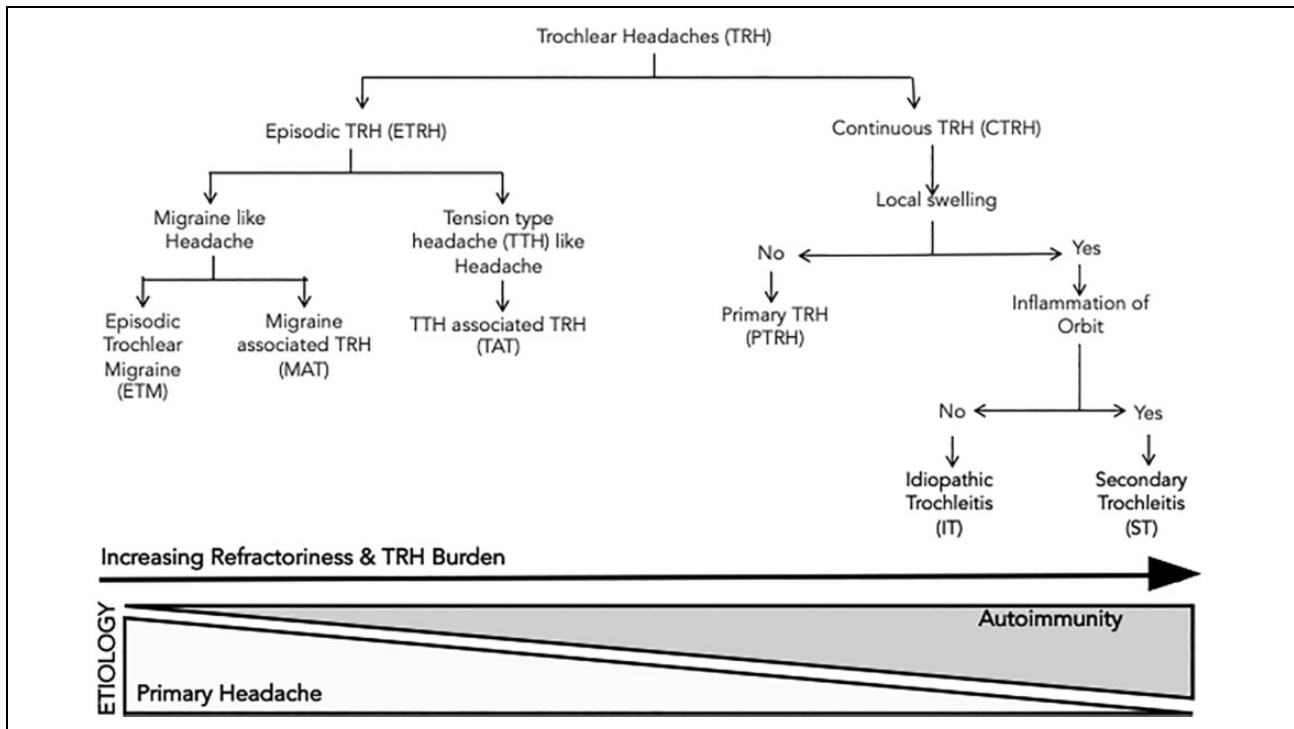 Trochlear Headaches (TRH)
Episodic TRH (ETRH)
Continuous TRH (CTRH)
Local swelling
Migraine like
Headache
Tension type
headache (TTH) like
Headache
No
Yes
Episodic
Trochlear
Migraine
(ETM)
Migraine
associated TRH
(MAT)
TTH associated TRH
(TAT)
Primary TRH
(PTRH)
Inflammation of
Orbit
No
Yes
Idiopathic
Trochleitis
(IT)
Secondary
Trochleitis
(ST)
Increasing Refractoriness & TRH Burden
ETIOLOGY
Autoimmunity
Primary Headache